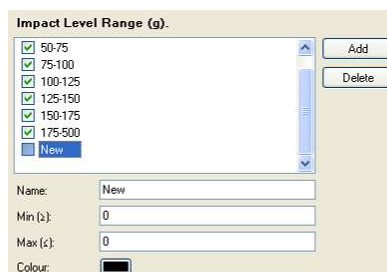 Impact Level Range (g).
50-75
75-100
100-125
125-150
150-175
175-500
New
Add
Delete
Name: New
Min (≥): 0
Max (≤): 0
Colour: